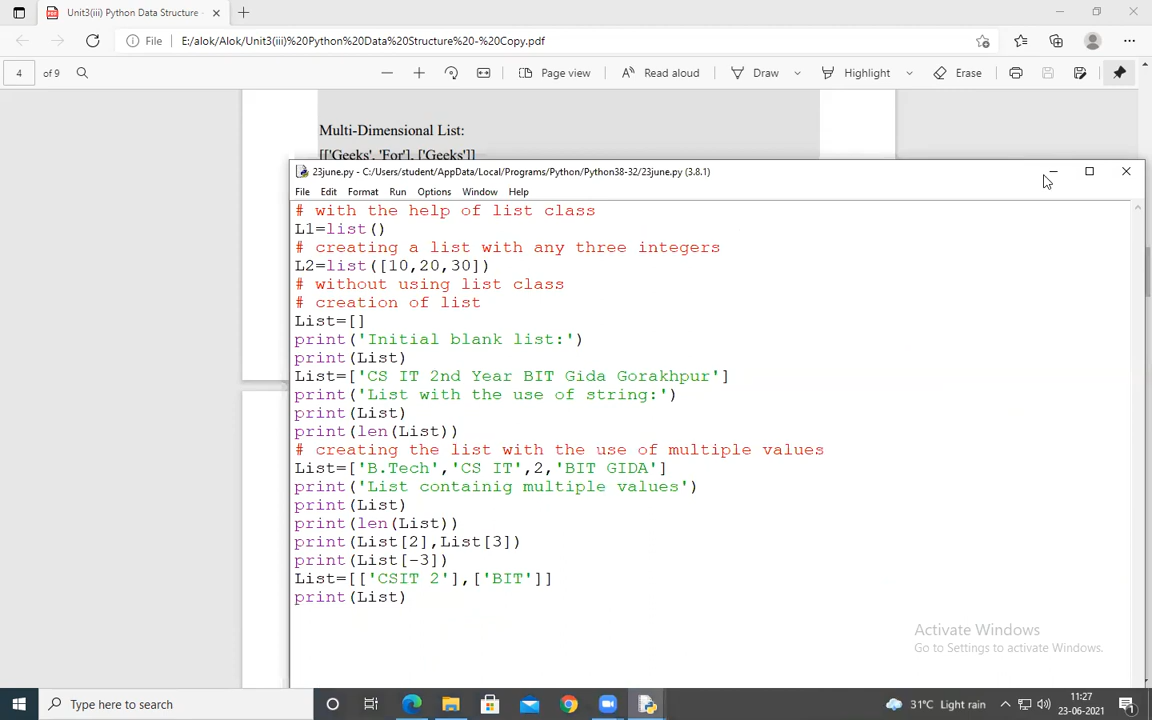 Unit3(iii) Python Data Structure
File E:/alok/Alok/Unit3(iii)%20Python%20Data%20Structure%20-%20Copy.pdf
4 of 9 Page view Read aloud Draw Highlight Erase
Multi-Dimensional List:
[['Geeks', 'For'], ['Geeks']]
23june.py - C:/Users/student/AppData/Local/Programs/Python/Python38-32/23june.py (3.8.1)
File Edit Format Run Options Window Help
# with the help of list class
L1=list()
# creating a list with any three integers
L2=list([10,20,30])
# without using list class
# creation of list
List=[]
print('Initial blank list:')
print(List)
List=['CS IT 2nd Year BIT Gida Gorakhpur']
print('List with the use of string:')
print(List)
print(len(List))
# creating the list with the use of multiple values
List=['B.Tech','CS IT',2,'BIT GIDA']
print('List containig multiple values')
print(List)
print(len(List))
print(List[2],List[3])
print(List[-3])
List=[['CSIT 2'],['BIT']]
print(List)
Activate Windows
Go to Settings to activate Windows.
Type here to search
31°C Light rain
11:27
23-06-2021
1